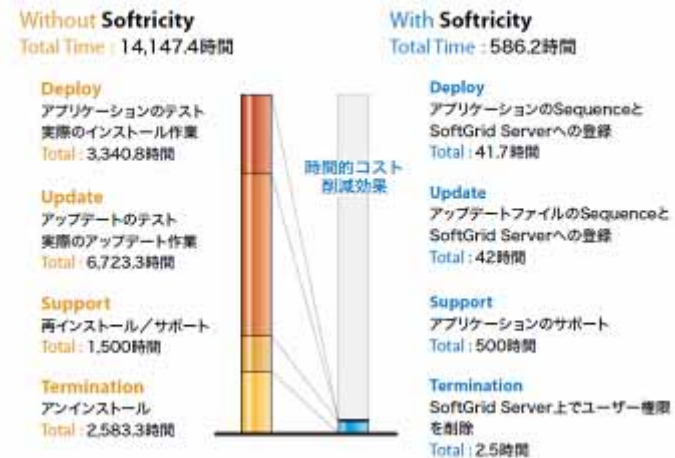 Without Softricity
Total Time : 14,147.4時間
Deploy
アプリケーションのテスト
実際のインストール作業
Total : 3,340.8時間
Update
アップデートのテスト
実際のアップデート作業
Total : 6,723.3時間
Support
再インストール／サポート
Total : 1,500時間
Termination
アンインストール
Total : 2,583.3時間
時間的コスト
削減効果
With Softricity
Total Time : 586.2時間
Deploy
アプリケーションのSequenceと
SoftGrid Serverへの登録
Total : 41.7時間
Update
アップデートファイルのSequenceと
SoftGrid Serverへの登録
Total : 42時間
Support
アプリケーションのサポート
Total : 500時間
Termination
SoftGrid Server上でユーザー権限
を削除
Total : 2.5時間